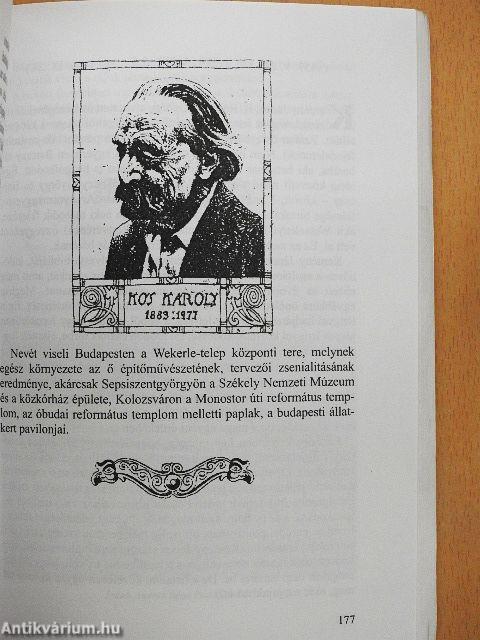 KÓS KÁROLY
1883-1977
Nevét viseli Budapesten a Wekerle-telep központi tere, melynek
egész környezete az ő építőművészetének, tervezői zsenialitásának
eredménye, akárcsak Sepsiszentgyörgyön a Székely Nemzeti Múzeum
és a közkórház épülete, Kolozsváron a Monostor úti református temp-
lom, az óbudai református templom melletti paplak, a budapesti állat-
kert pavilonjai.
177
Antikvárium.hu